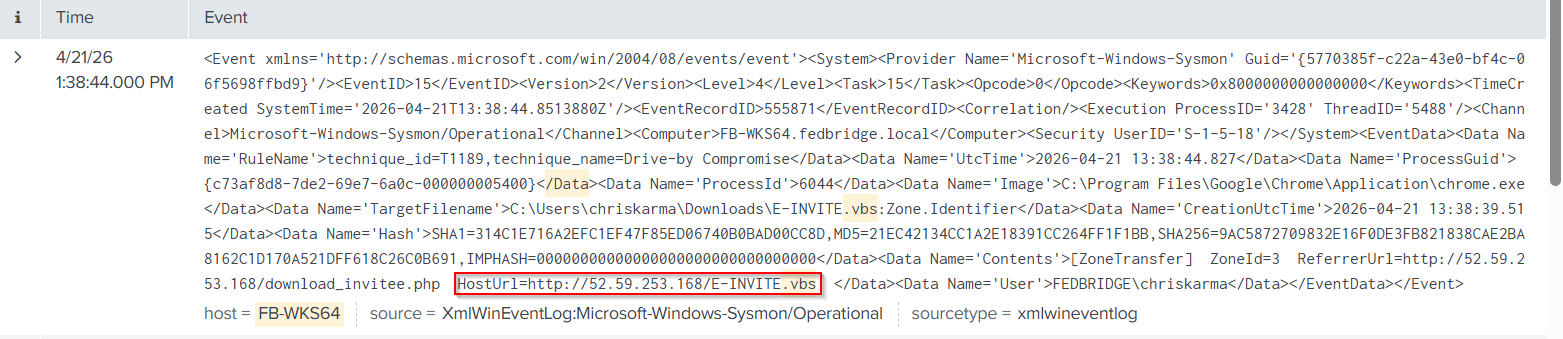 i Time Event
> 4/21/26 <Event xmlns='http://schemas.microsoft.com/win/2004/08/events/event'><System><Provider Name='Microsoft-Windows-Sysmon' Guid='{5770385f-c22a-43e0-bf4c-0
1:38:44.000 PM 6f5698ffbd9}'/><EventID>15</EventID><Version>2</Version><Level>4</Level><Task>15</Task><Opcode>0</Opcode><Keywords>0x8000000000000000</Keywords><TimeCr
eated SystemTime='2026-04-21T13:38:44.8513880Z'/><EventRecordID>555871</EventRecordID><Correlation/><Execution ProcessID='3428' ThreadID='5488'/><Chann
el>Microsoft-Windows-Sysmon/Operational</Channel><Computer>FB-WKS64.fedbridge.local</Computer><Security UserID='S-1-5-18'/></System><EventData><Data Na
me='RuleName'>technique_id=T1189,technique_name=Drive-by Compromise</Data><Data Name='UtcTime'>2026-04-21 13:38:44.827</Data><Data Name='ProcessGuid'>
{c73af8d8-7de2-69e7-6a0c-000000005400}</Data><Data Name='ProcessId'>6044</Data><Data Name='Image'>C:\Program Files\Google\Chrome\Application\chrome.exe
</Data><Data Name='TargetFilename'>C:\Users\chriskarma\Downloads\E-INVITE.vbs:Zone.Identifier</Data><Data Name='CreationUtcTime'>2026-04-21 13:38:39.51
5</Data><Data Name='Hash'>SHA1=314C1E716A2EFC1EF47F85ED06740B0BAD00CC8D,MD5=21EC42134CC1A2E18391CC264FF1F1BB,SHA256=9AC5872709832E16F0DE3FB821838CAE2BA
8162C1D170A521DFF618C26C0B691,IMPHASH=00000000000000000000000000000000</Data><Data Name='Contents'>[ZoneTransfer]  ZoneId=3  ReferrerUrl=http://52.59.2
53.168/download_invitee.php  HostUrl=http://52.59.253.168/E-INVITE.vbs  </Data><Data Name='User'>FEDBRIDGE\chriskarma</Data></EventData></Event>
host = FB-WKS64 source = XmlWinEventLog:Microsoft-Windows-Sysmon/Operational sourcetype = xmlwineventlog